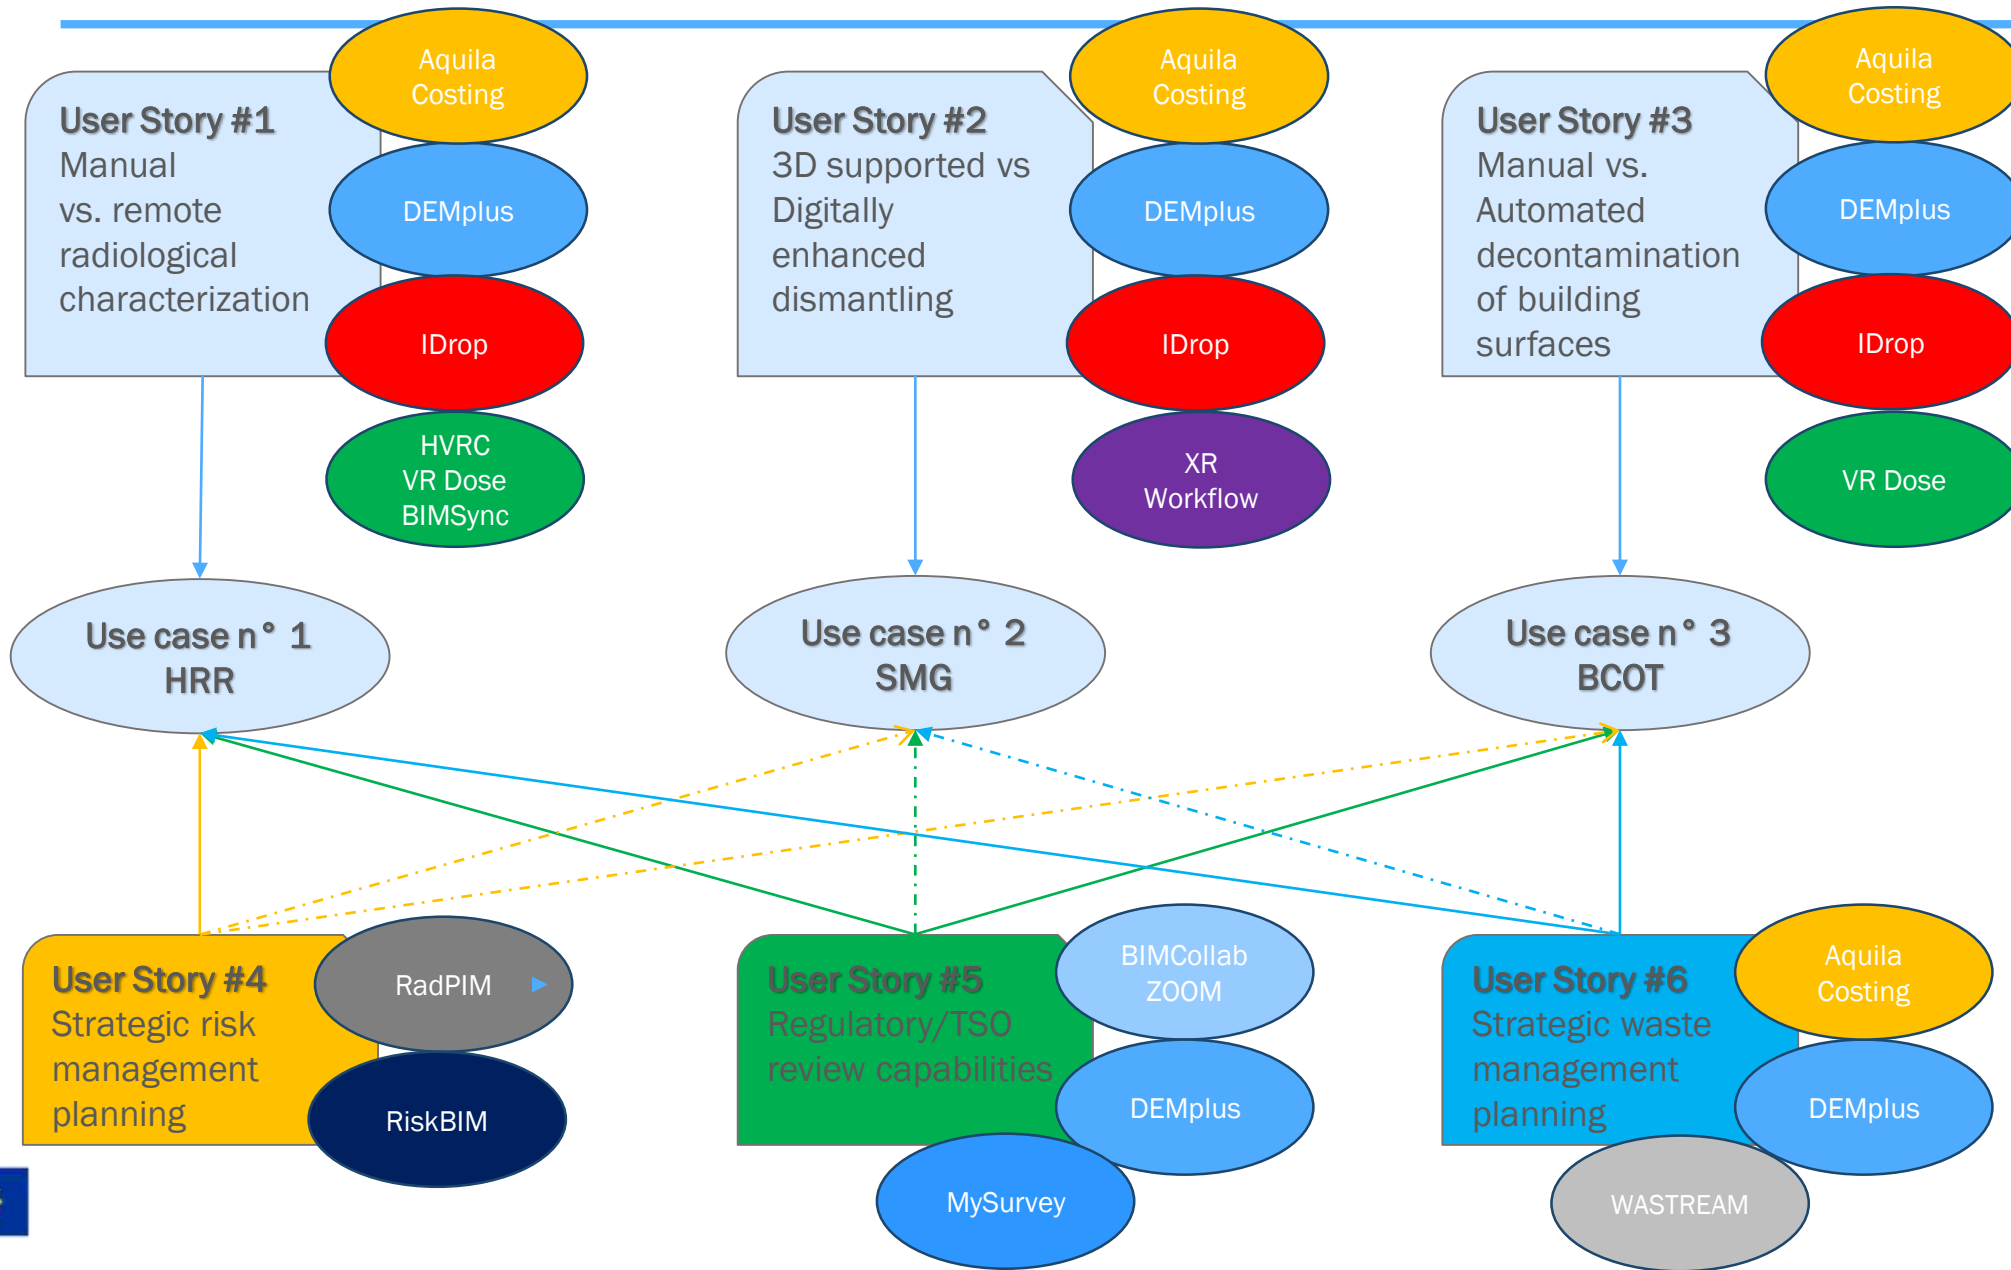 User Story #1
Manual
vs. remote
radiological
characterization
Aquila
Costing
DEMplus
IDrop
HVRC
VR Dose
BIMSync
User Story #2
3D supported vs
Digitally
enhanced
dismantling
Aquila
Costing
DEMplus
IDrop
XR
Workflow
User Story #3
Manual vs.
Automated
decontamination
of building
surfaces
Aquila
Costing
DEMplus
IDrop
VR Dose
Use case n° 1
HRR
Use case n° 2
SMG
Use case n° 3
BCOT
User Story #4
Strategic risk
management
planning
RadPIM
RiskBIM
User Story #5
Regulatory/TSO
review capabilities
BIMCollab
ZOOM
DEMplus
MySurvey
User Story #6
Strategic waste
management
planning
Aquila
Costing
DEMplus
WASTREAM